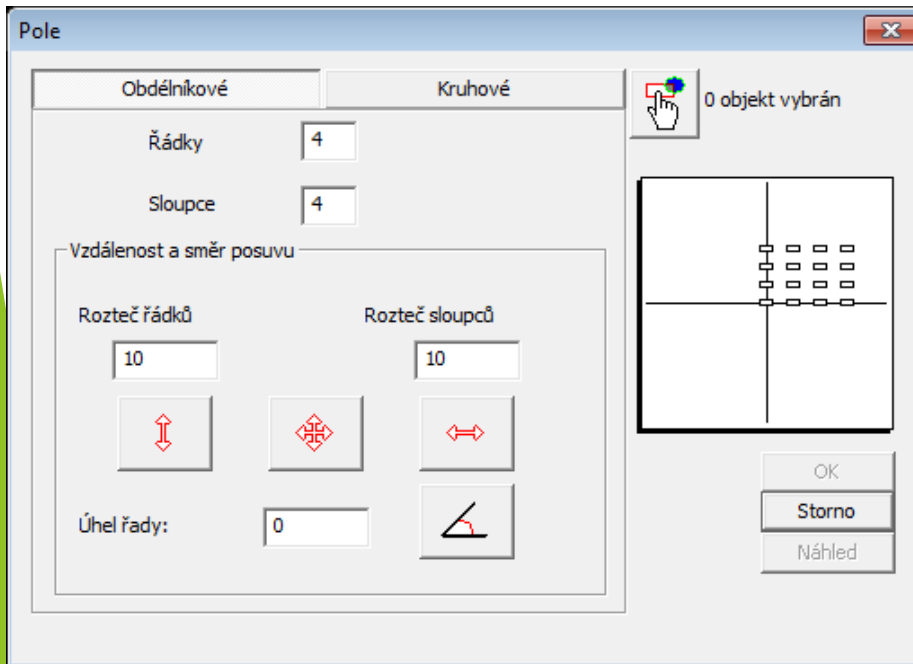 Pole
Obdélníkové
Kruhové
0 objekt vybrán
Řádky
4
Sloupce
4
Vzdálenost a směr posuvu
Rozteč řádků
Rozteč sloupců
10
10
Úhel řady:
0
OK
Storno
Náhled